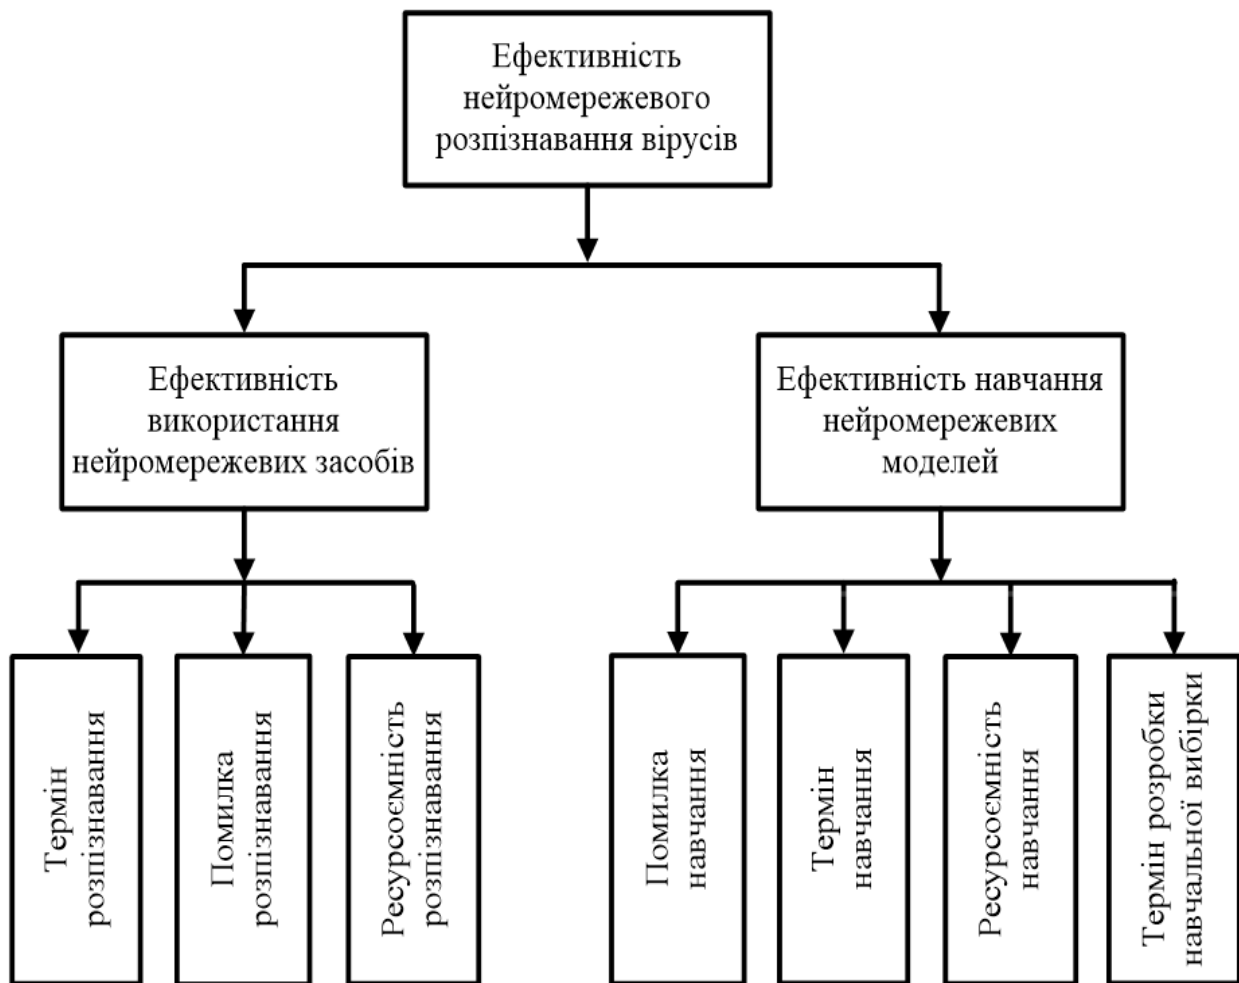 Ефективність
нейромережевого
розпізнавання вірусів
Ефективність
використання
нейромережевих засобів
Ефективність навчання
нейромережевих
моделей
Термін
розпізнавання
Помилка
розпізнавання
Ресурсоємність
розпізнавання
Помилка
навчання
Термін
навчання
Ресурсоємність
навчання
Термін розробки
навчальної вибірки